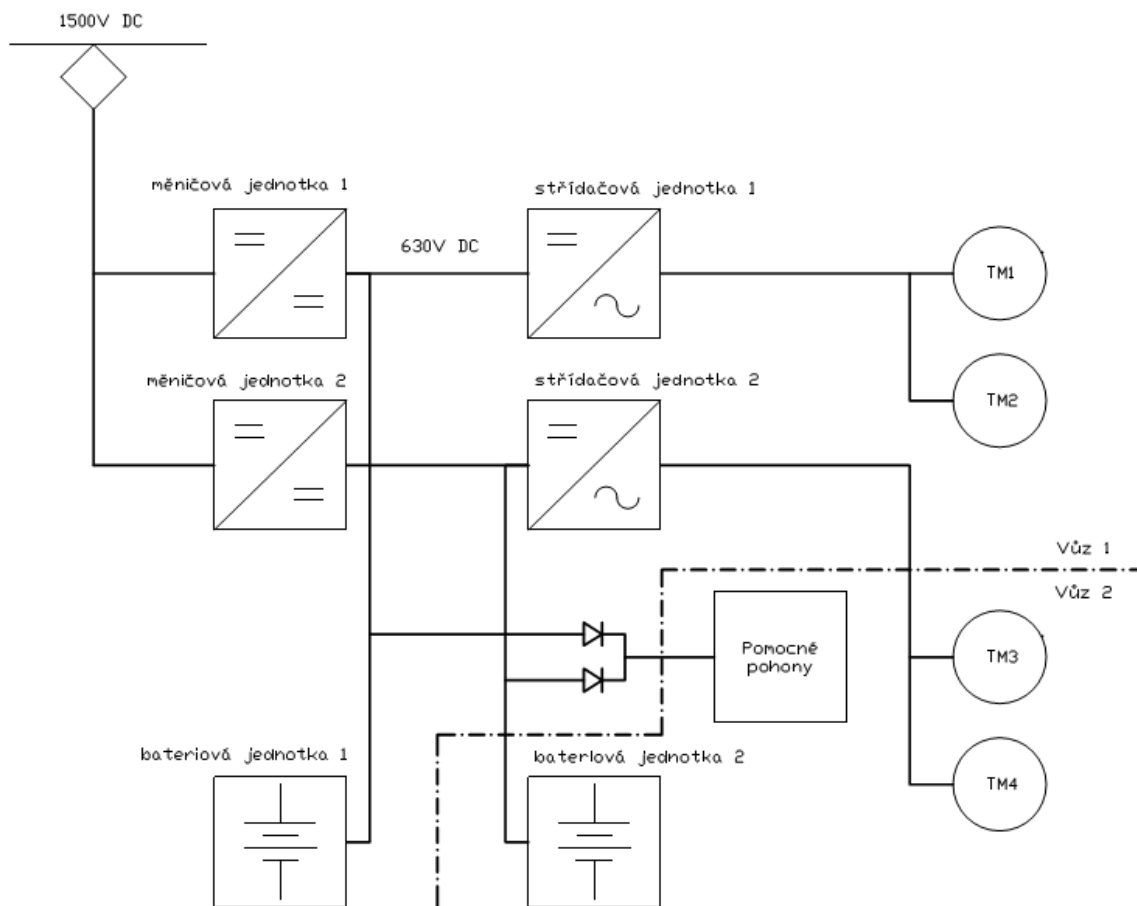 1500V DC
měničová jednotka 1
střídačová jednotka 1
630V DC
TM1
měničová jednotka 2
střídačová jednotka 2
TM2
Vůz 1
Vůz 2
Pomocné
pohony
TM3
bateriová jednotka 1
baterlová jednotka 2
TM4